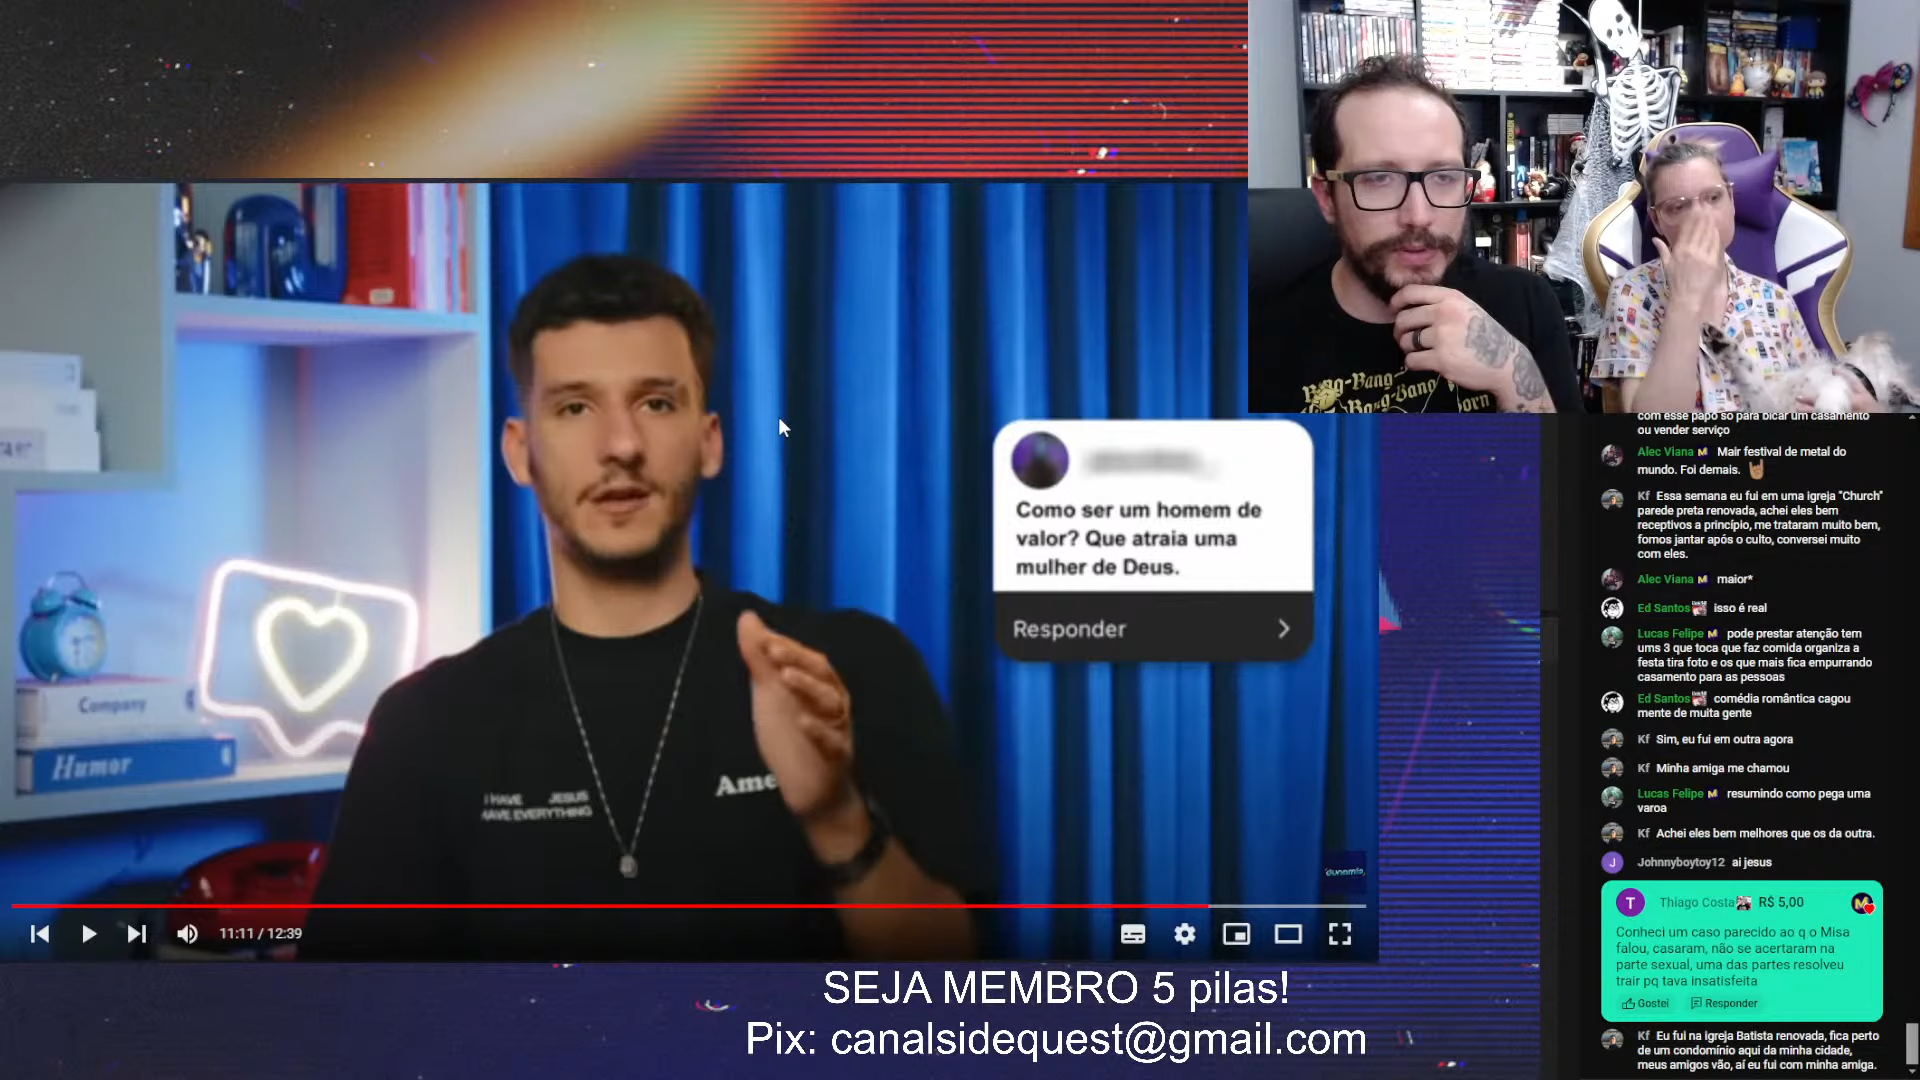 Como ser um homem de
valor? Que atraia uma
mulher de Deus.
Responder
Company
Humor
I HAVE JESUS
HAVE EVERYTHING
Ame
dunamis
11:11 / 12:39
SEJA MEMBRO 5 pilas!
Pix: canalsidequest@gmail.com
com esse papo só para bicar um casamento
ou vender serviço
Alec Viana Mair festival de metal do
mundo. Foi demais.
Kf Essa semana eu fui em uma igreja "Church"
parede preta renovada, achei eles bem
receptivos a princípio, me trataram muito bem,
fomos jantar após o culto, conversei muito
com eles.
Alec Viana maior*
Ed Santos isso é real
Lucas Felipe pode prestar atenção tem
ums 3 que toca que faz comida organiza a
festa tira foto e os que mais fica empurrando
casamento para as pessoas
Ed Santos comédia romântica cagou
mente de muita gente
Kf Sim, eu fui em outra agora
Kf Minha amiga me chamou
Lucas Felipe resumindo como pega uma
varoa
Kf Achei eles bem melhores que os da outra.
J Johnnyboytoy12 ai jesus
T Thiago Costa R$ 5,00
Conheci um caso parecido ao q o Misa
falou, casaram, não se acertaram na
parte sexual, uma das partes resolveu
trair pq tava insatisfeita
Gostei Responder
Kf Eu fui na igreja Batista renovada, fica perto
de um condomínio aqui da minha cidade,
meus amigos vão, aí eu fui com minha amiga.